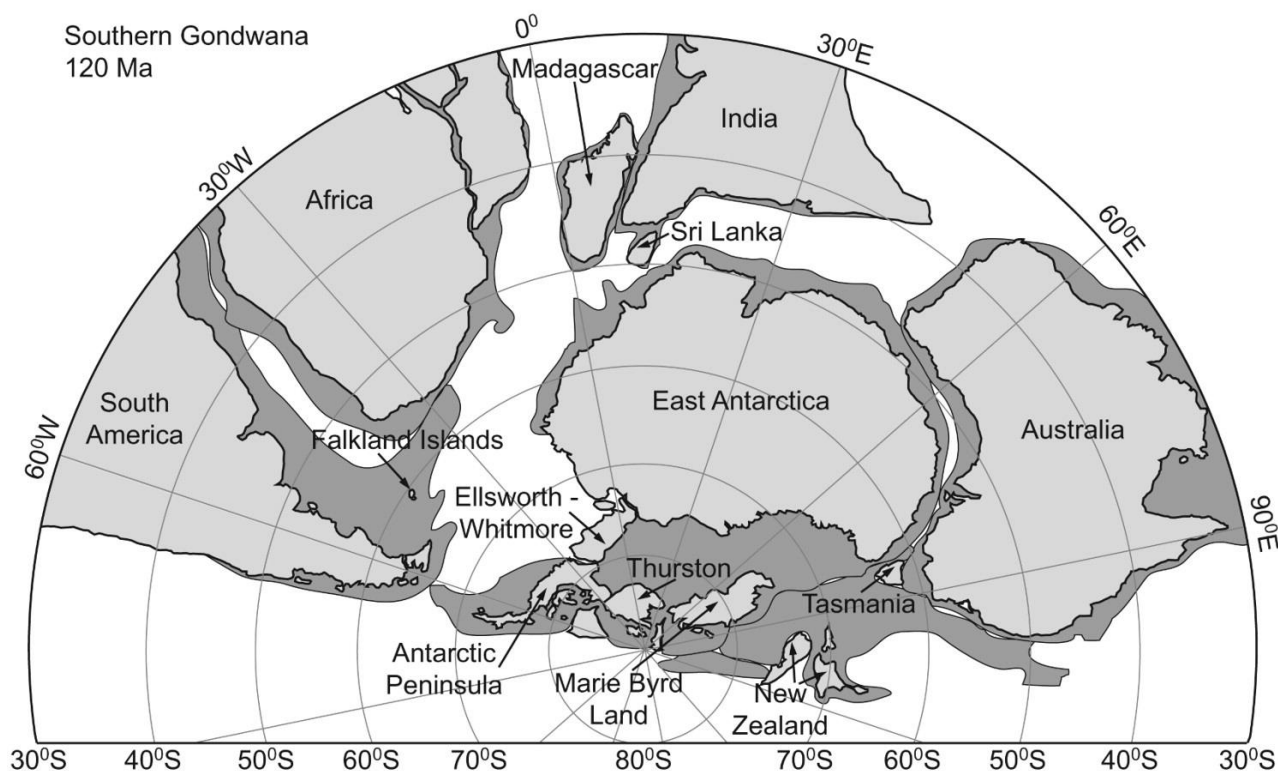 Southern Gondwana
120 Ma
0⁰
30⁰E
Madagascar
India
30⁰W
Africa
Sri Lanka
60⁰E
South
America
East Antarctica
Australia
60⁰W
Falkland Islands
Ellsworth -
Whitmore
90⁰E
Thurston
Tasmania
Antarctic
Peninsula
Marie Byrd
Land
New
Zealand
30⁰S
40⁰S
50⁰S
60⁰S
70⁰S
80⁰S
70⁰S
60⁰S
50⁰S
40⁰S
30⁰S